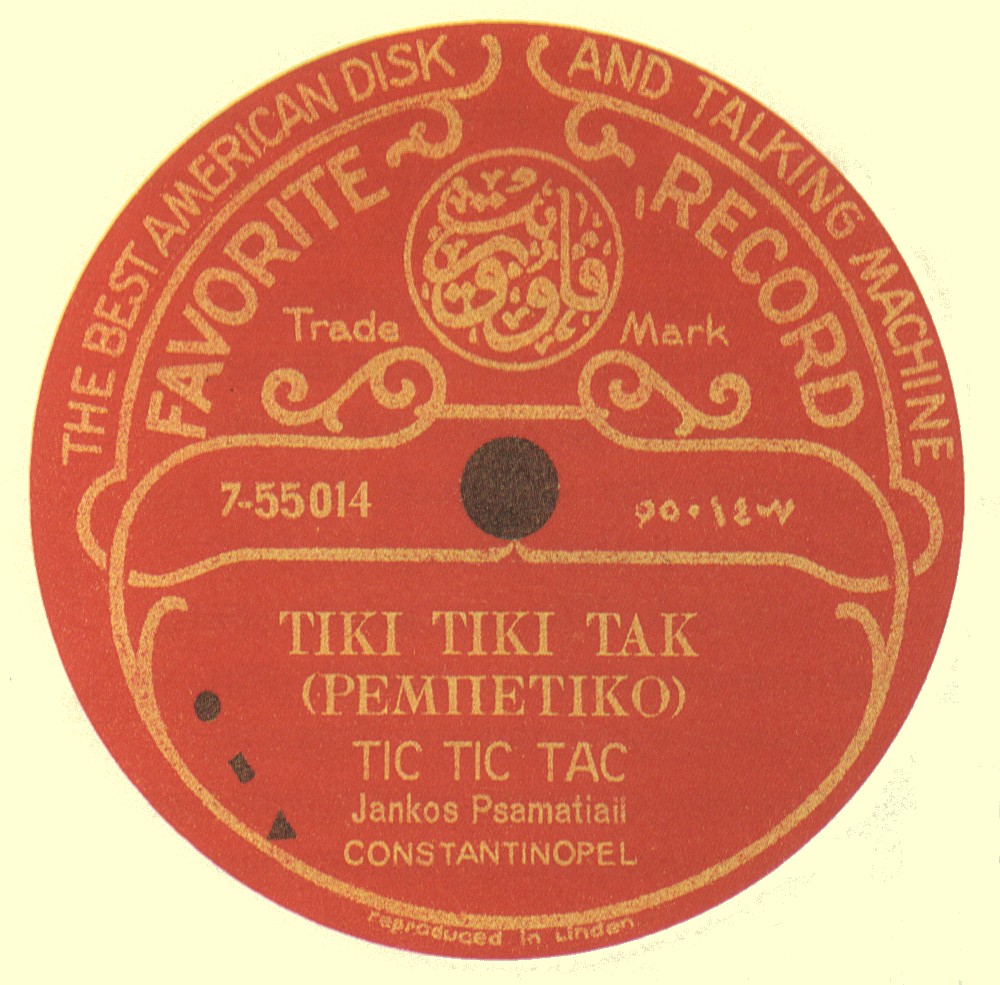 THE BEST AMERICAN DISK AND TALKING MACHINE
FAVORITE RECORD
فاوريت
Trade Mark
7-55014
TIKI TIKI TAK
(ΡΕΜΠΕΤΙΚΟ)
TIC TIC TAC
Jankos Psamatiali
CONSTANTINOPEL
reproduced in Linden